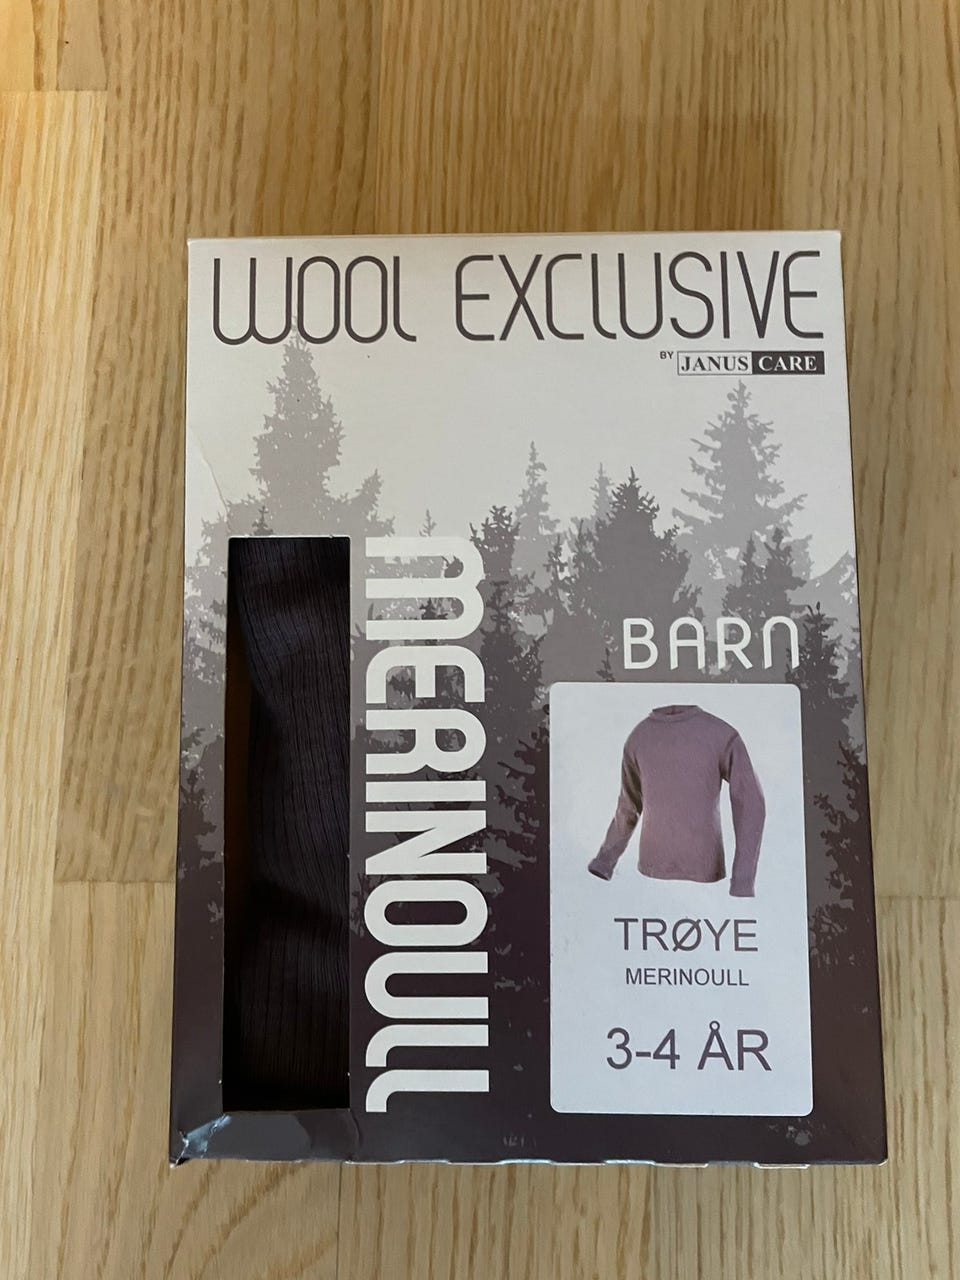 WOOL EXCLUSIVE
BY JANUS CARE
MERINOULL
BARN
TRØYE
MERINOULL
3-4 ÅR